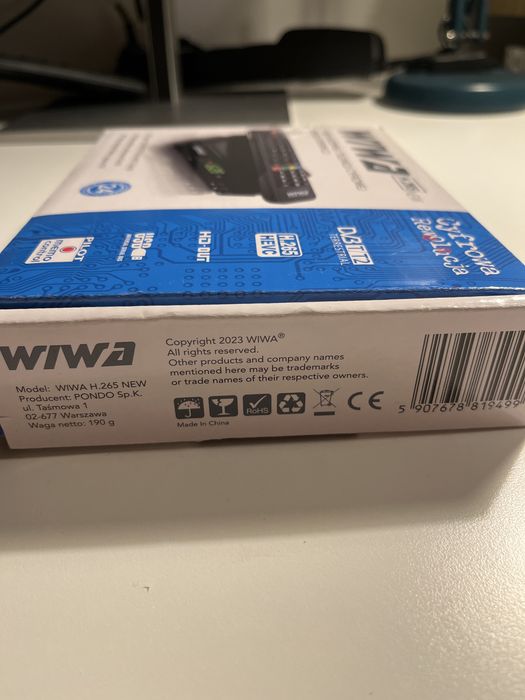 WIWA
Cyfrowa
Rewolucja
DVB-T/T2
TERRESTRIAL
H.265
HEVC
HD-OUT
USB
PILOT
remote
control
WIWA
Model: WIWA H.265 NEW
Producent: PONDO Sp.K.
ul. Taśmowa 1
02-677 Warszawa
Waga netto: 190 g
Copyright 2023 WIWA®
All rights reserved.
Other products and company names
mentioned here may be trademarks
or trade names of their respective owners.
RoHS
CE
Made In China
5 907678 819499